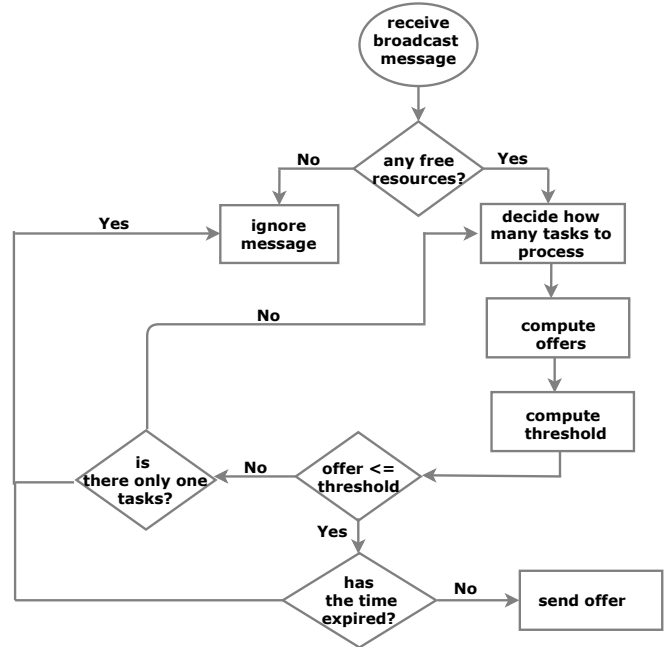 receive
broadcast
message
No
any free
resources?
Yes
Yes
ignore
message
decide how
many tasks to
process
No
compute
offers
compute
threshold
is
there only one
tasks?
No
offer <=
threshold
Yes
has
the time
expired?
No
send offer